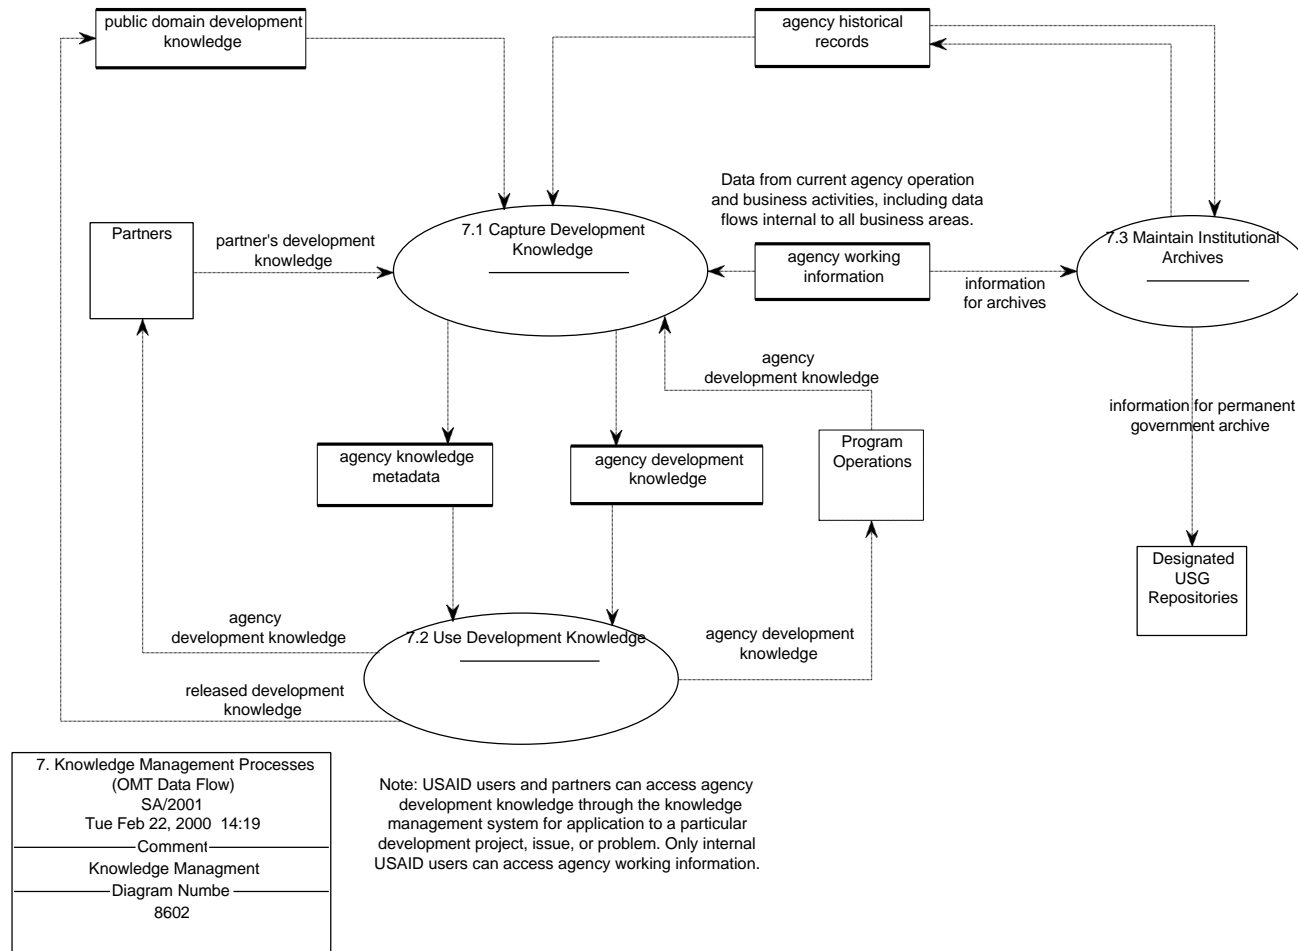 public domain development
knowledge
agency historical
records
Data from current agency operation
and business activities, including data
flows internal to all business areas.
Partners
partner's development
knowledge
7.1 Capture Development
Knowledge
agency working
information
information
for archives
7.3 Maintain Institutional
Archives
agency
development knowledge
information for permanent
government archive
agency knowledge
metadata
agency development
knowledge
Program
Operations
Designated
USG
Repositories
agency
development knowledge
7.2 Use Development Knowledge
agency development
knowledge
released development
knowledge
7. Knowledge Management Processes
(OMT Data Flow)
SA/2001
Tue Feb 22, 2000  14:19
Comment
Knowledge Managment
Diagram Numbe
8602
Note: USAID users and partners can access agency
development knowledge through the knowledge
management system for application to a particular
development project, issue, or problem. Only internal
USAID users can access agency working information.